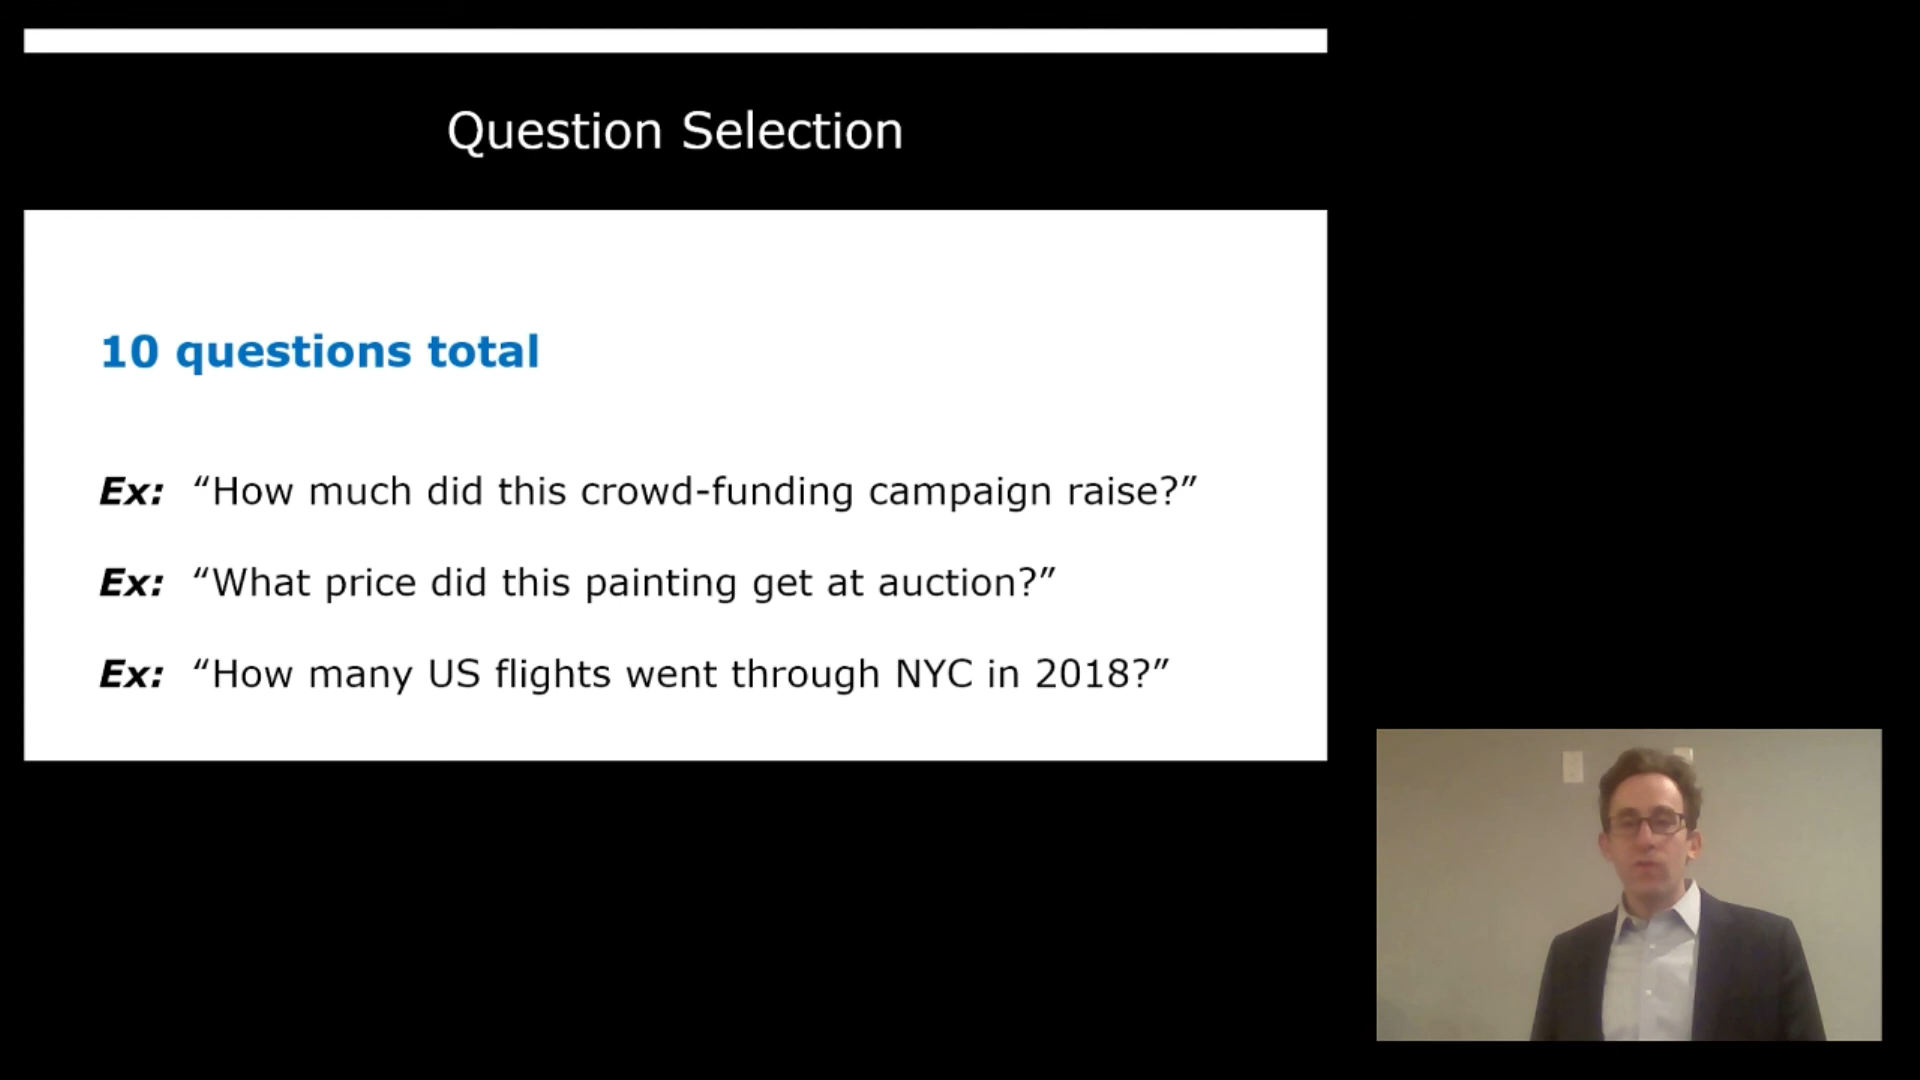 Question Selection
10 questions total
Ex: “How much did this crowd-funding campaign raise?”
Ex: “What price did this painting get at auction?”
Ex: “How many US flights went through NYC in 2018?”